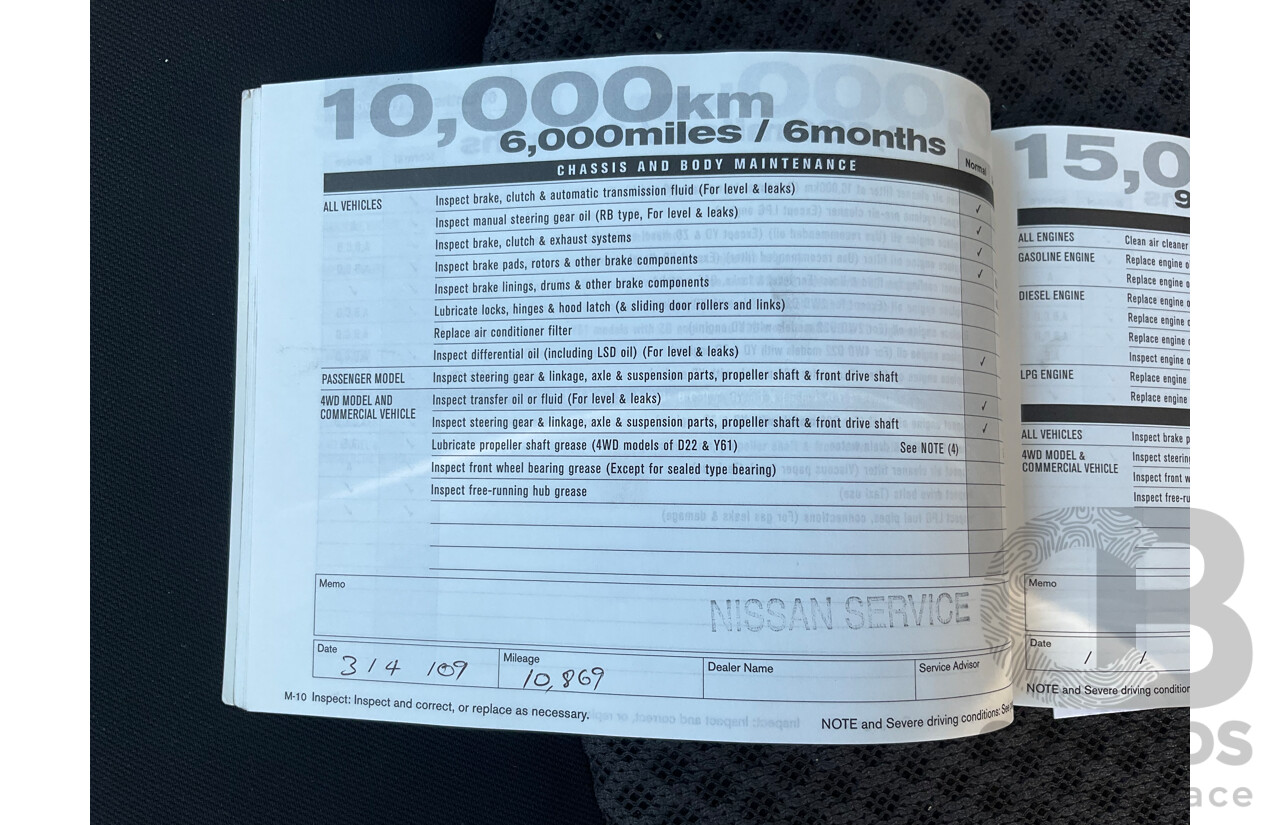 10,000km
6,000miles / 6months
CHASSIS AND BODY MAINTENANCE
Normal
ALL VEHICLES
Inspect brake, clutch & automatic transmission fluid (For level & leaks)
Inspect manual steering gear oil (RB type, For level & leaks) ✓
Inspect brake, clutch & exhaust systems ✓
Inspect brake pads, rotors & other brake components ✓
Inspect brake linings, drums & other brake components ✓
Lubricate locks, hinges & hood latch (& sliding door rollers and links)
Replace air conditioner filter
Inspect differential oil (including LSD oil) (For level & leaks) ✓
PASSENGER MODEL
Inspect steering gear & linkage, axle & suspension parts, propeller shaft & front drive shaft
4WD MODEL AND
COMMERCIAL VEHICLE
Inspect transfer oil or fluid (For level & leaks) ✓
Inspect steering gear & linkage, axle & suspension parts, propeller shaft & front drive shaft ✓
Lubricate propeller shaft grease (4WD models of D22 & Y61) See NOTE (4)
Inspect front wheel bearing grease (Except for sealed type bearing)
Inspect free-running hub grease
Memo
NISSAN SERVICE
Date
3/4/09
Mileage
10,869
Dealer Name
Service Advisor
M-10 Inspect: Inspect and correct, or replace as necessary.
NOTE and Severe driving conditions: See
15,0
9
ALL ENGINES
Clean air cleaner
GASOLINE ENGINE
Replace engine o
Replace engine o
DIESEL ENGINE
Replace engine o
Replace engine o
Replace engine o
Inspect engine o
LPG ENGINE
Replace engine
Replace engine
ALL VEHICLES
Inspect brake p
4WD MODEL &
COMMERCIAL VEHICLE
Inspect steerin
Inspect front w
Inspect free-ru
Memo
Date
/ /
NOTE and Severe driving condition
B
os
ace